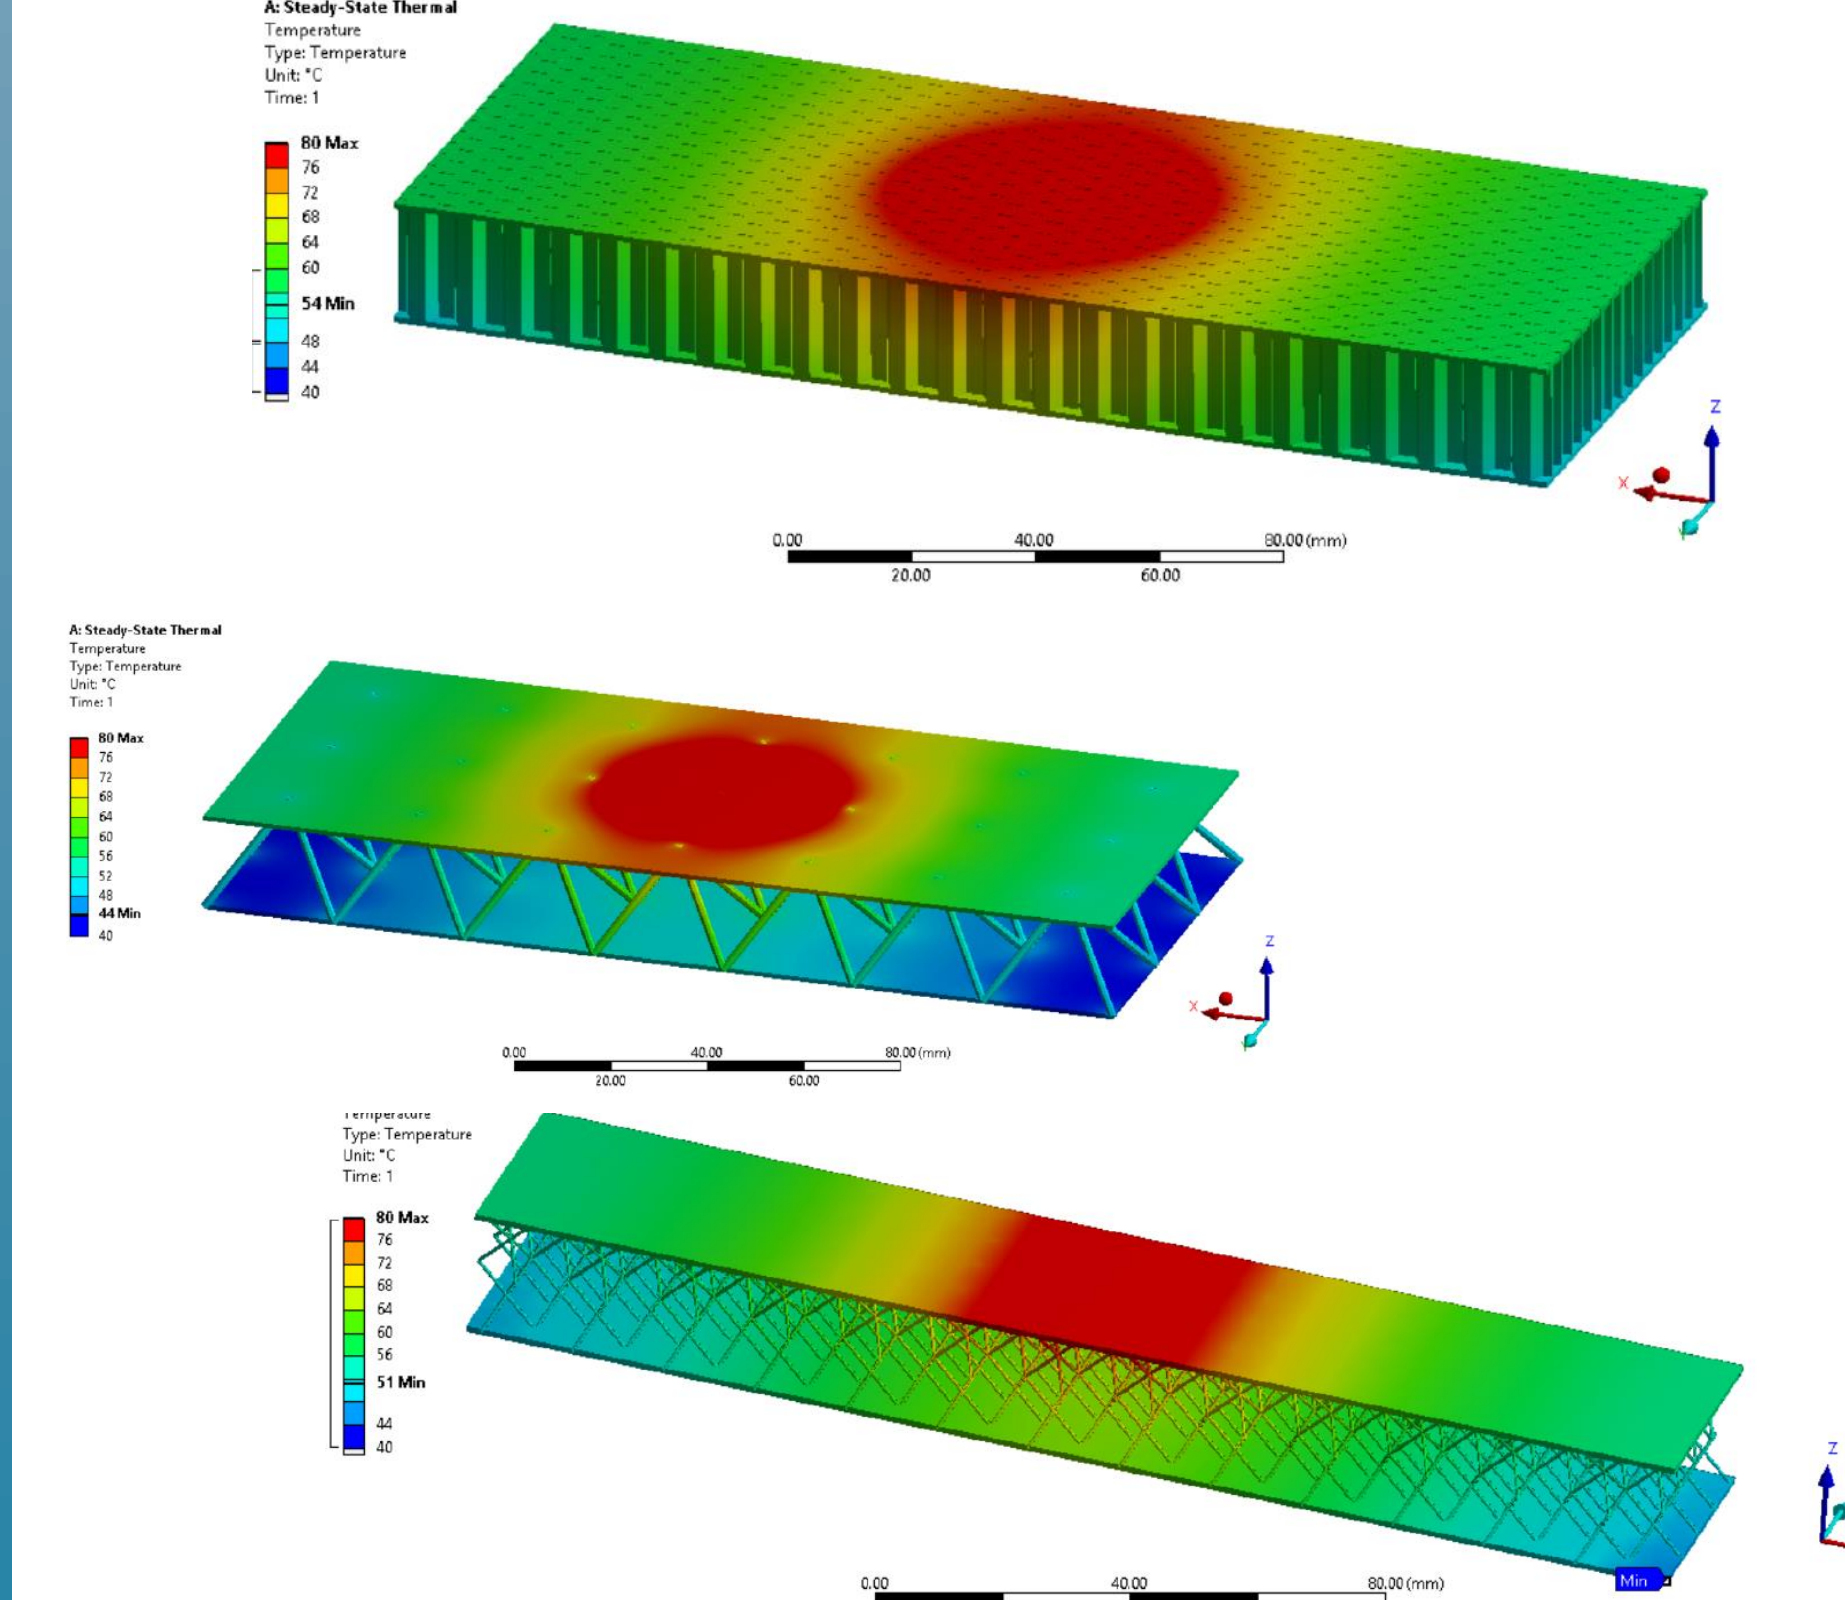 A: Steady-State Thermal
Temperature
Type: Temperature
Unit: °C
Time: 1
80 Max
76
72
68
64
60
54 Min
48
44
40
Z
X
Y
0.00 40.00 80.00 (mm)
20.00 60.00
A: Steady-State Thermal
Temperature
Type: Temperature
Unit: °C
Time: 1
80 Max
76
72
68
64
60
56
52
48
44 Min
40
Z
X
Y
0.00 40.00 80.00 (mm)
20.00 60.00
Temperature
Type: Temperature
Unit: °C
Time: 1
80 Max
76
72
68
64
60
56
51 Min
44
40
Z
Min
0.00 40.00 80.00 (mm)